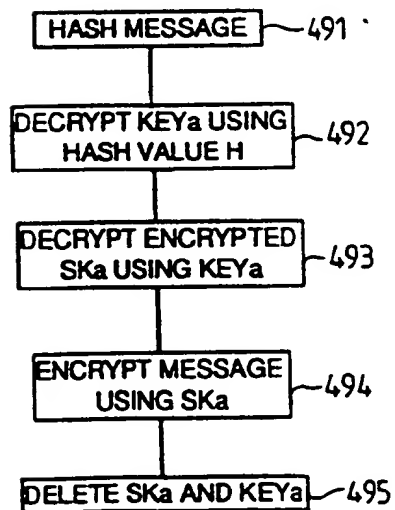 HASH MESSAGE
491
DECRYPT KEYa USING
HASH VALUE H
492
DECRYPT ENCRYPTED
SKa USING KEYa
493
ENCRYPT MESSAGE
USING SKa
494
DELETE SKa AND KEYa
495